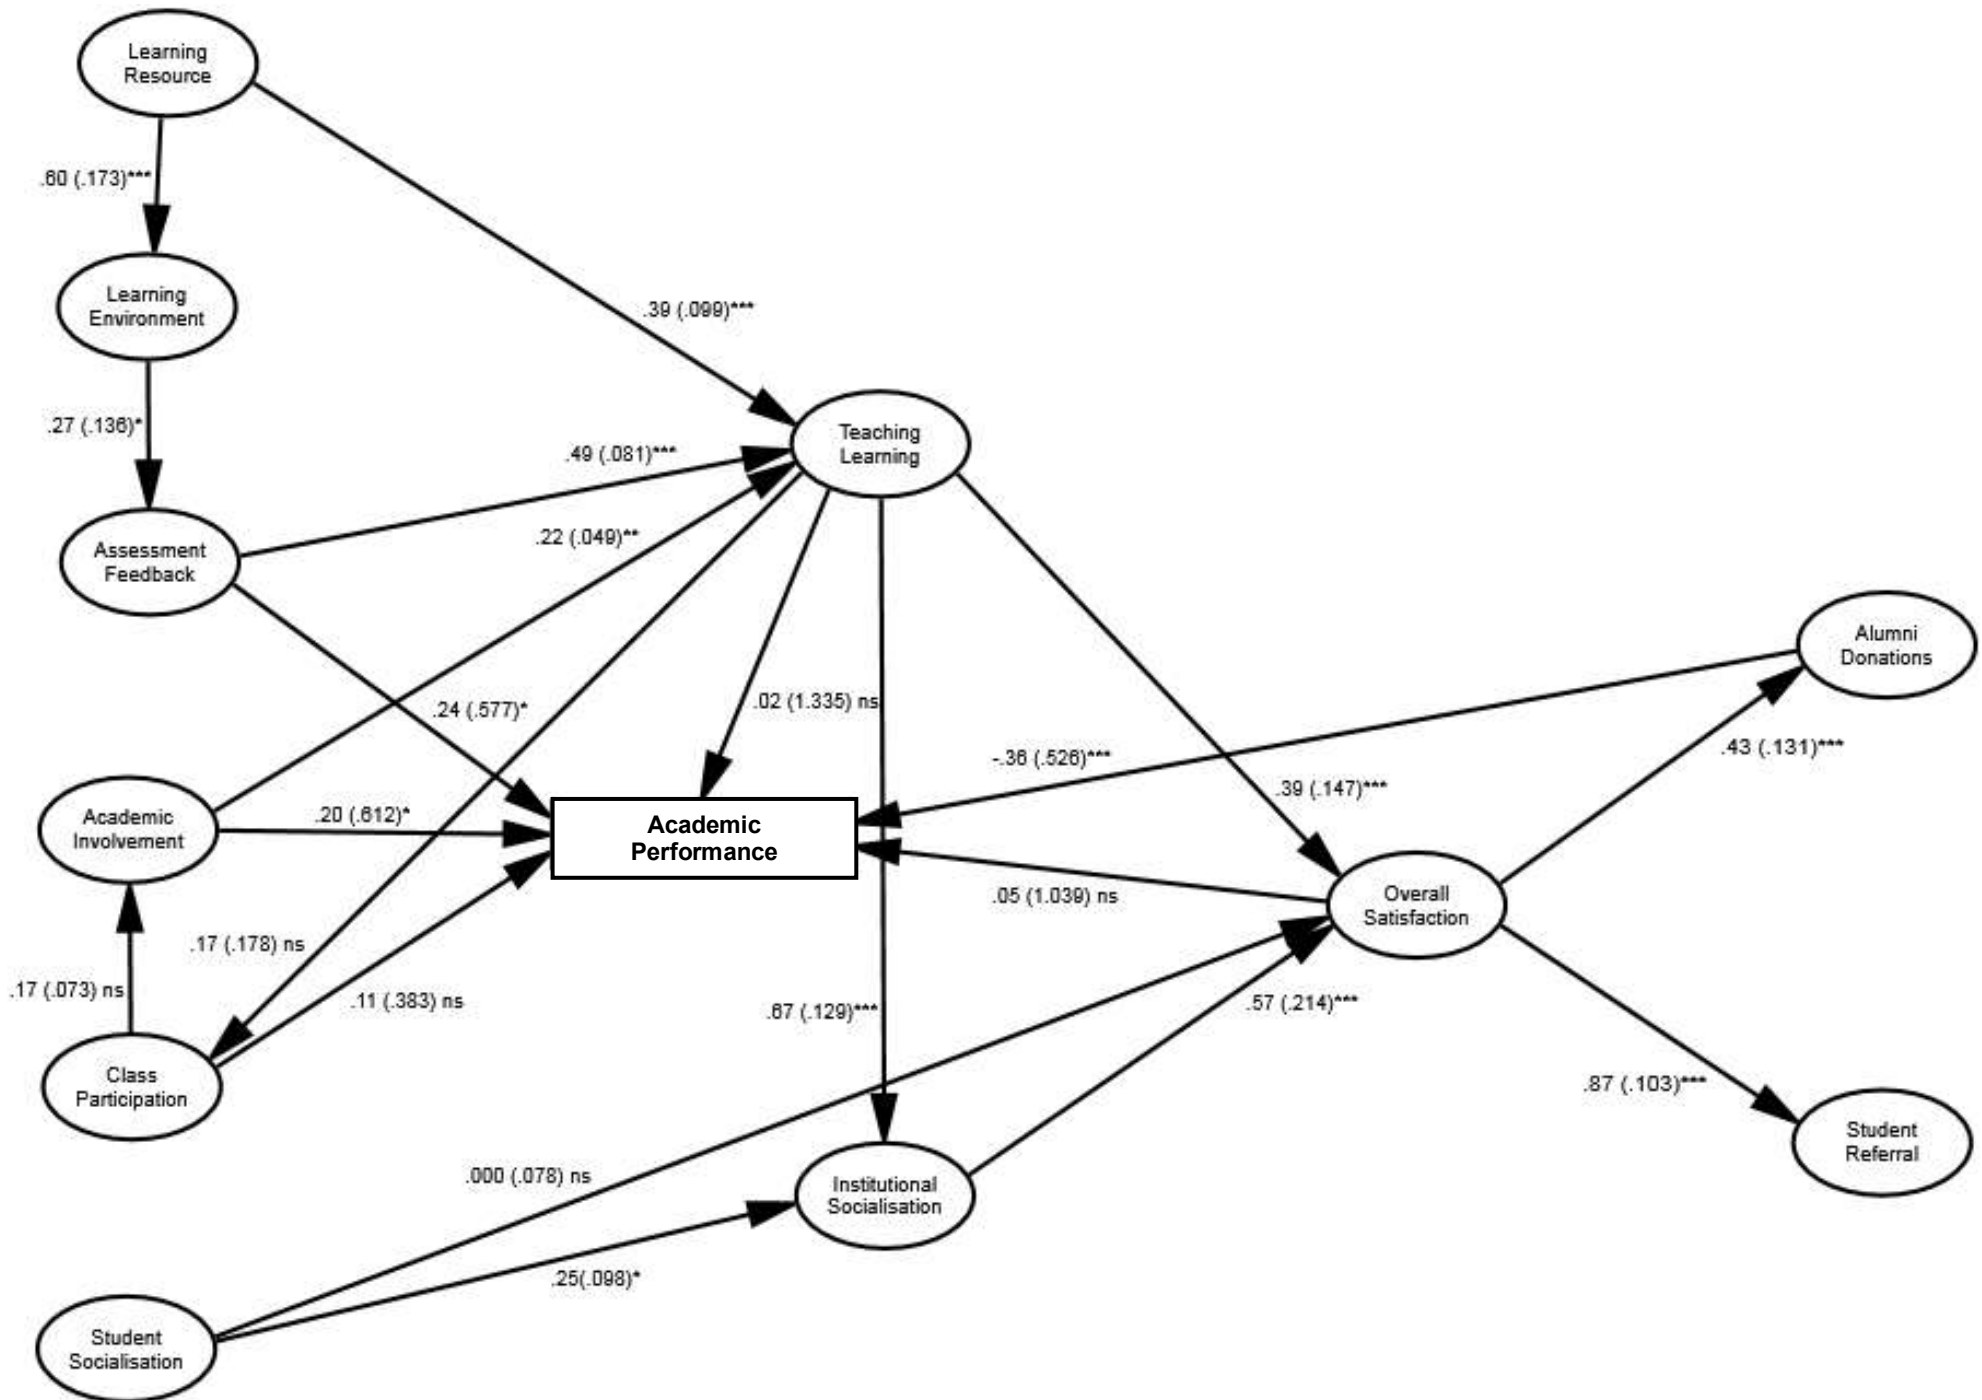 Learning
Resource
.60 (.173)***
Learning
Environment
.39 (.099)***
.27 (.136)*
Teaching
Learning
.49 (.081)***
.22 (.049)**
Assessment
Feedback
Alumni
Donations
.24 (.577)*
.02 (1.335) ns
-.36 (.526)***
.43 (.131)***
.39 (.147)***
Academic
Involvement
.20 (.612)*
Academic
Performance
.05 (1.039) ns
Overall
Satisfaction
.17 (.178) ns
.17 (.073) ns
.11 (.383) ns
.67 (.129)***
.57 (.214)***
Class
Participation
.87 (.103)***
Student
Referral
.000 (.078) ns
Institutional
Socialisation
.25(.098)*
Student
Socialisation